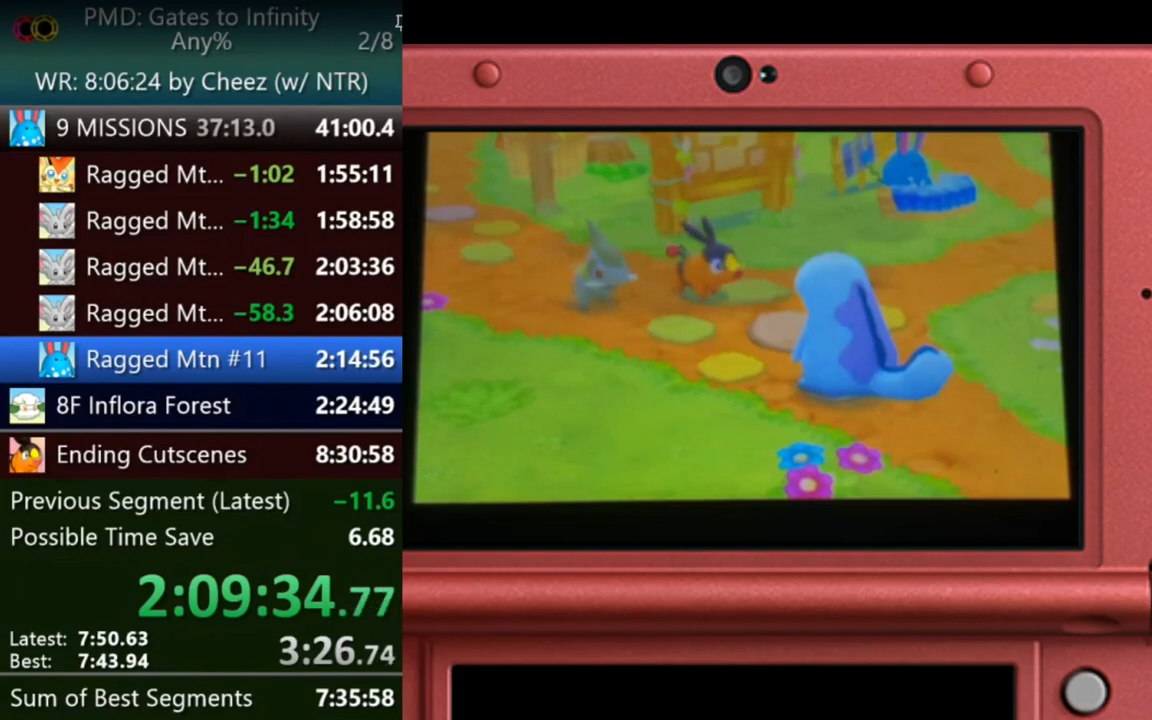 PMD: Gates to Infinity
Any% 2/8
WR: 8:06:24 by Cheez (w/ NTR)
9 MISSIONS 37:13.0 41:00.4
Ragged Mt... −1:02 1:55:11
Ragged Mt... −1:34 1:58:58
Ragged Mt... −46.7 2:03:36
Ragged Mt... −58.3 2:06:08
Ragged Mtn #11 2:14:56
8F Inflora Forest 2:24:49
Ending Cutscenes 8:30:58
Previous Segment (Latest) −11.6
Possible Time Save 6.68
2:09:34.77
Latest: 7:50.63
Best: 7:43.94
3:26.74
Sum of Best Segments 7:35:58